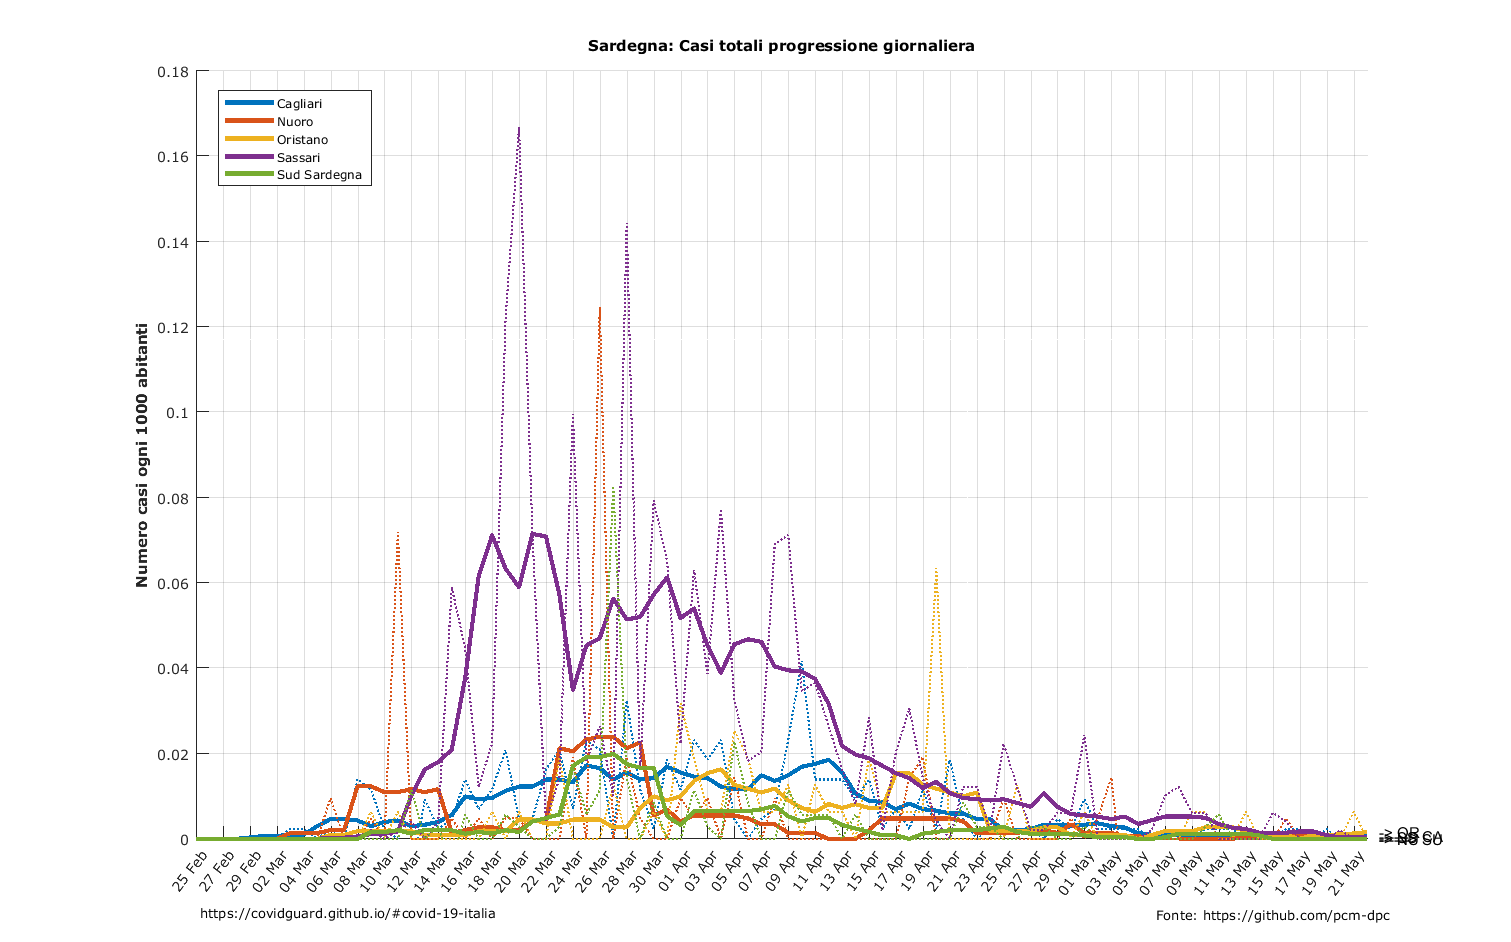 Sardegna: Casi totali progressione giornaliera
0.18
0.16
0.14
0.12
0.1
0.08
0.06
0.04
0.02
0
Numero casi ogni 1000 abitanti
Cagliari
Nuoro
Oristano
Sassari
Sud Sardegna
25 Feb
27 Feb
29 Feb
02 Mar
04 Mar
06 Mar
08 Mar
10 Mar
12 Mar
14 Mar
16 Mar
18 Mar
20 Mar
22 Mar
24 Mar
26 Mar
28 Mar
30 Mar
01 Apr
03 Apr
05 Apr
07 Apr
09 Apr
11 Apr
13 Apr
15 Apr
17 Apr
19 Apr
21 Apr
23 Apr
25 Apr
27 Apr
29 Apr
01 May
03 May
05 May
07 May
09 May
11 May
13 May
15 May
17 May
19 May
21 May
-> OR
https://covidguard.github.io/#covid-19-italia
Fonte: https://github.com/pcm-dpc